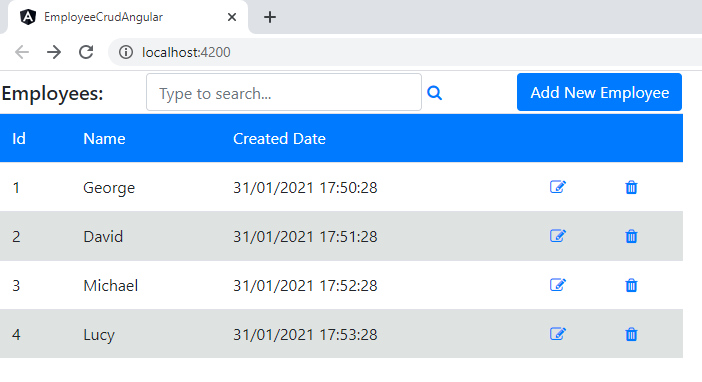 EmployeeCrudAngular
localhost:4200
Employees: Type to search... Add New Employee
Id Name Created Date
1 George 31/01/2021 17:50:28
2 David 31/01/2021 17:51:28
3 Michael 31/01/2021 17:52:28
4 Lucy 31/01/2021 17:53:28